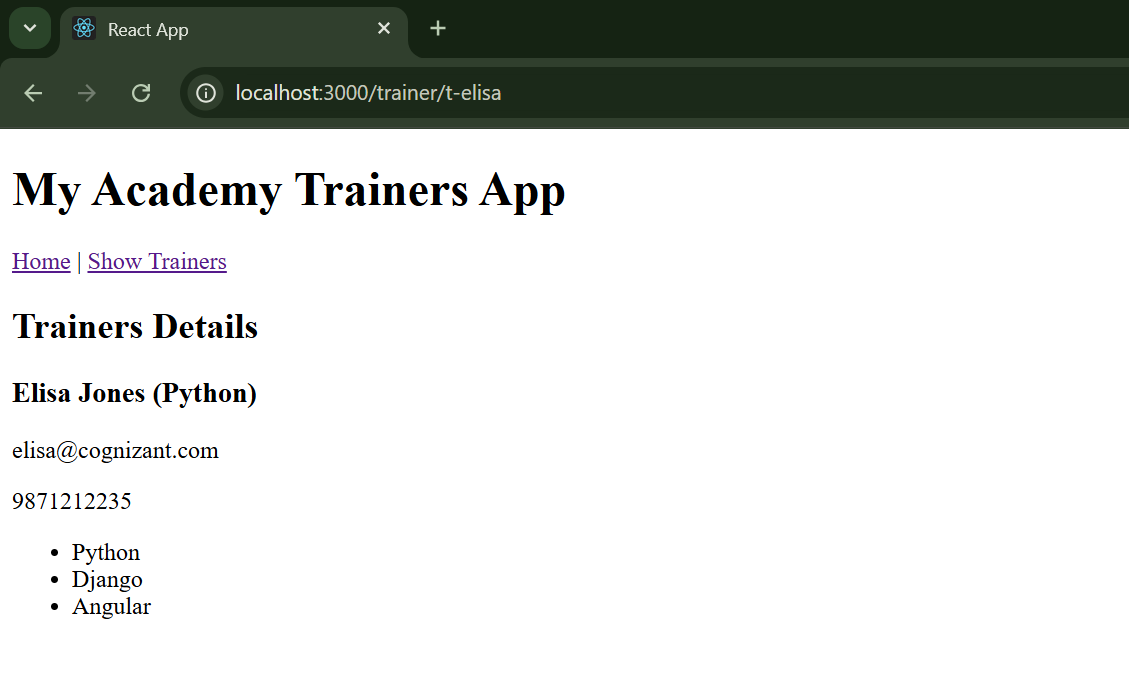 React App
localhost:3000/trainer/t-elisa
My Academy Trainers App
Home | Show Trainers
Trainers Details
Elisa Jones (Python)
elisa@cognizant.com
9871212235
• Python
• Django
• Angular